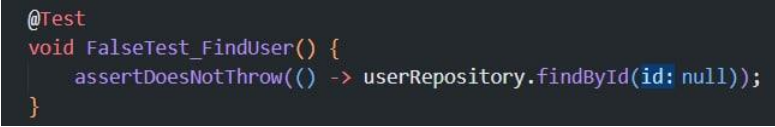 @Test
void FalseTest_FindUser() {
assertDoesNotThrow(() -> userRepository.findById(id: null));
}